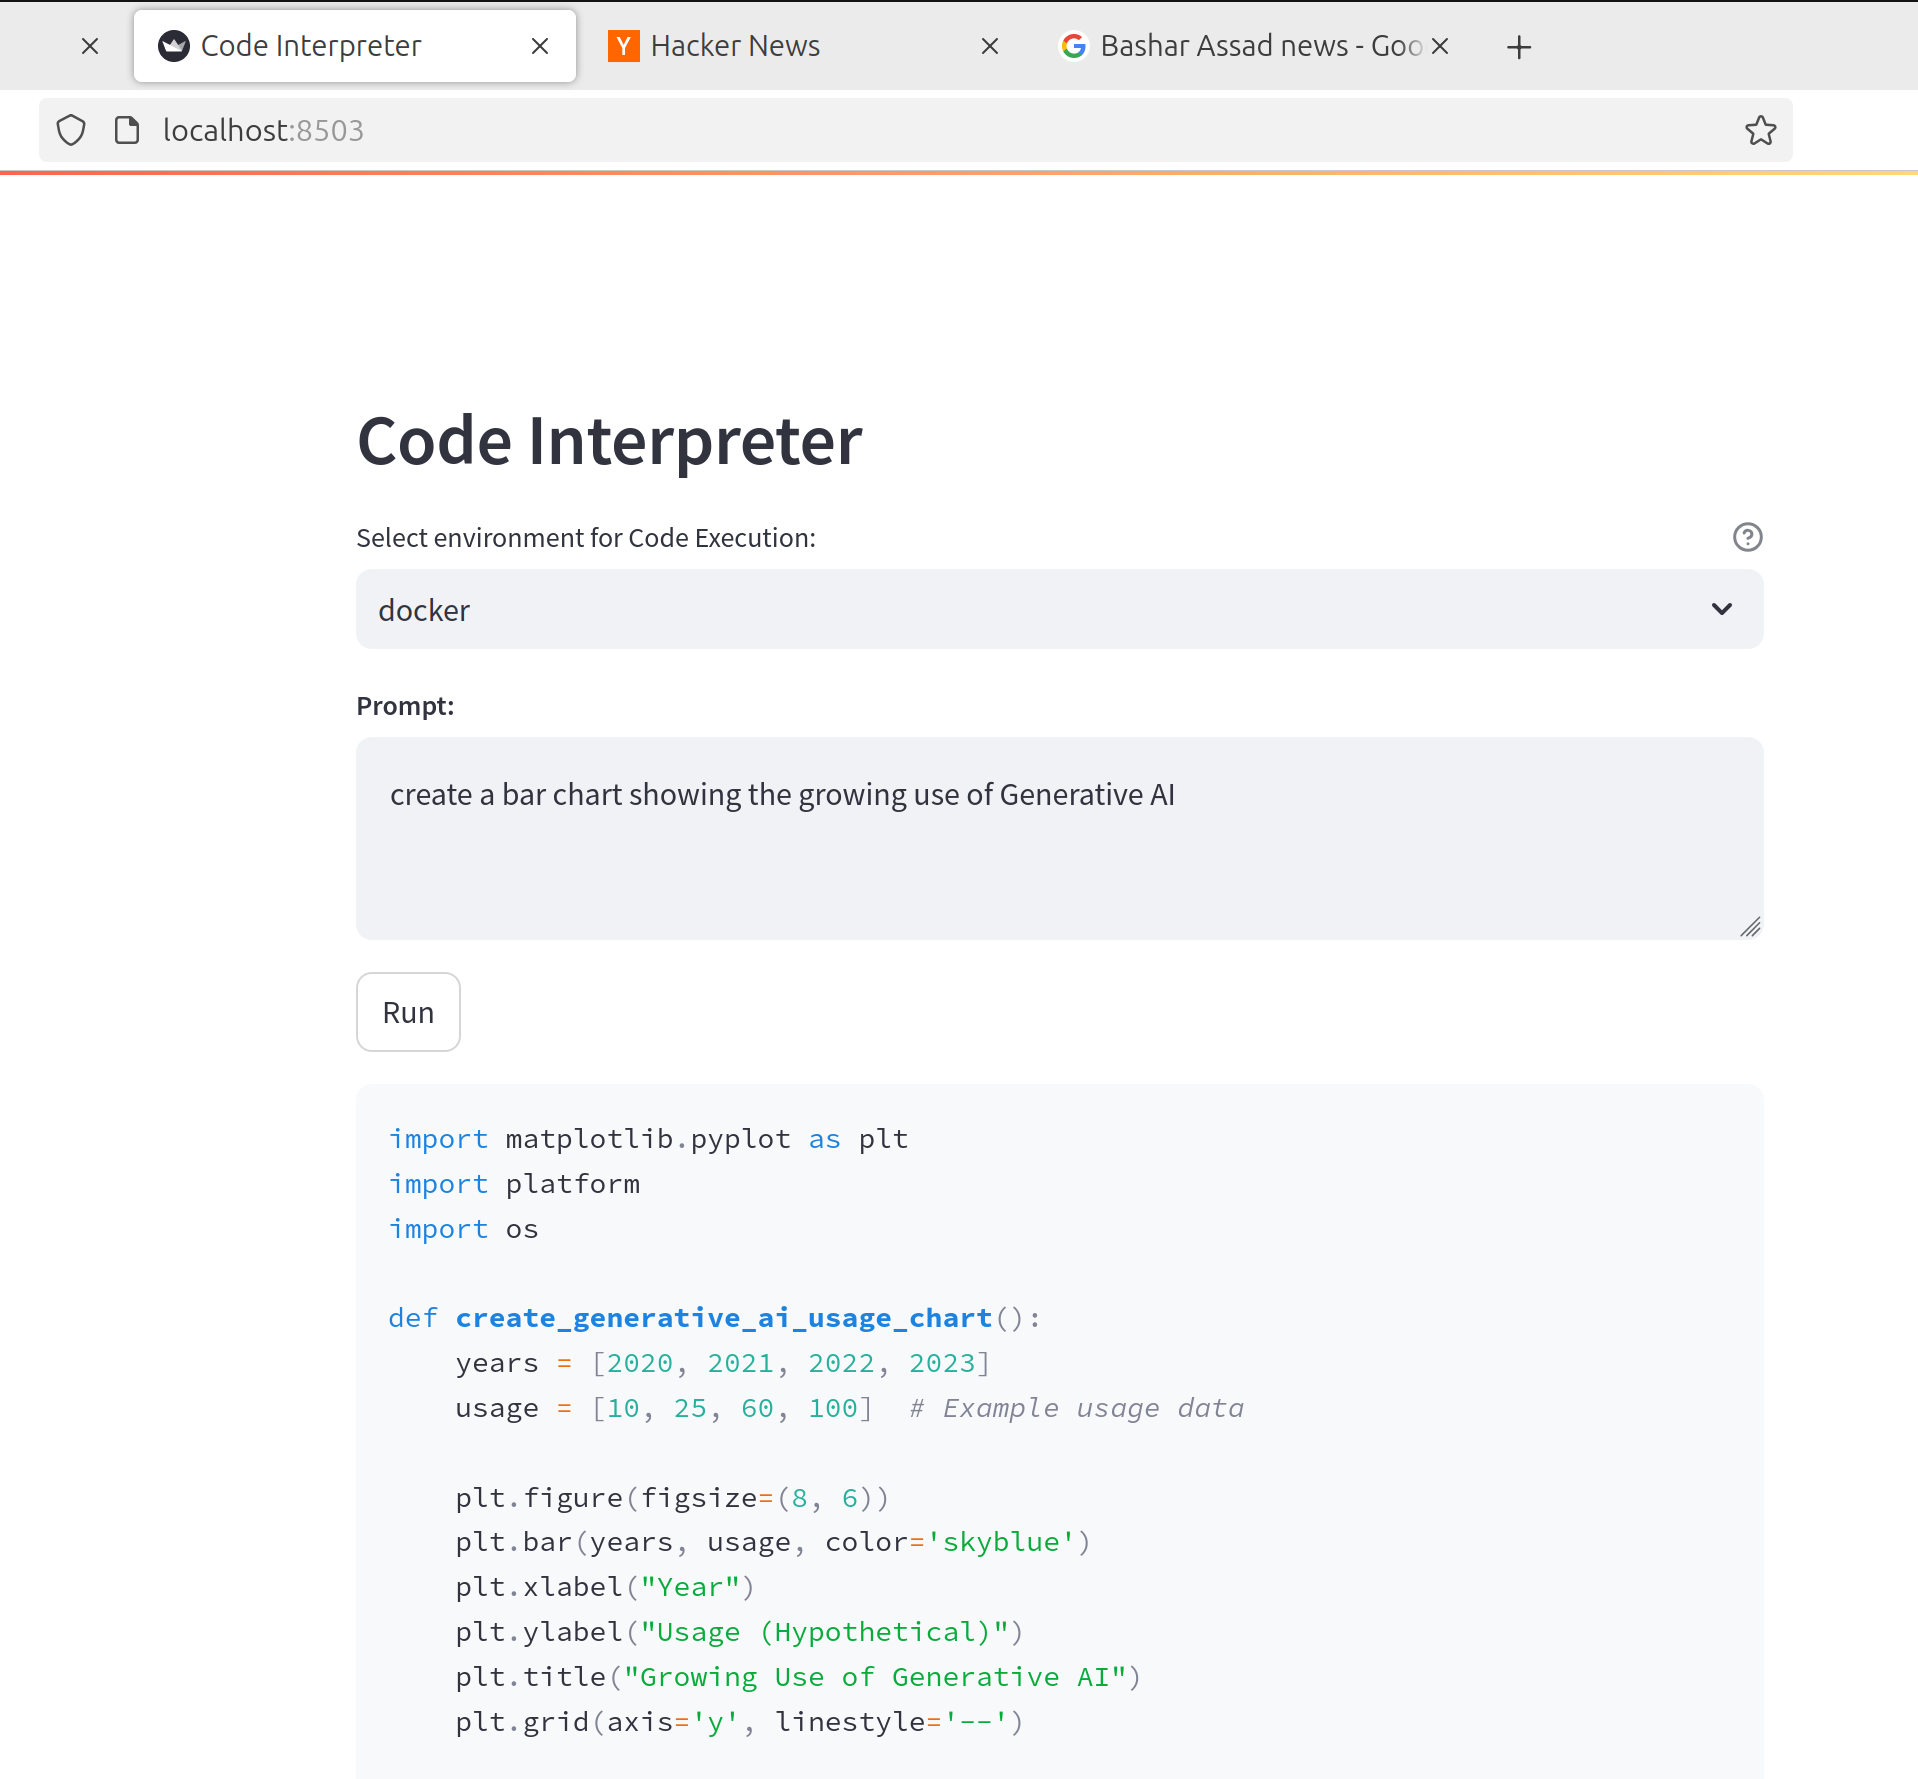 Code Interpreter
Y Hacker News
Bashar Assad news - Goo
localhost:8503
Code Interpreter
Select environment for Code Execution:
docker
Prompt:
create a bar chart showing the growing use of Generative AI
Run
import matplotlib.pyplot as plt
import platform
import os
def create_generative_ai_usage_chart():
    years = [2020, 2021, 2022, 2023]
    usage = [10, 25, 60, 100]  # Example usage data
    plt.figure(figsize=(8, 6))
    plt.bar(years, usage, color='skyblue')
    plt.xlabel("Year")
    plt.ylabel("Usage (Hypothetical)")
    plt.title("Growing Use of Generative AI")
    plt.grid(axis='y', linestyle='--')